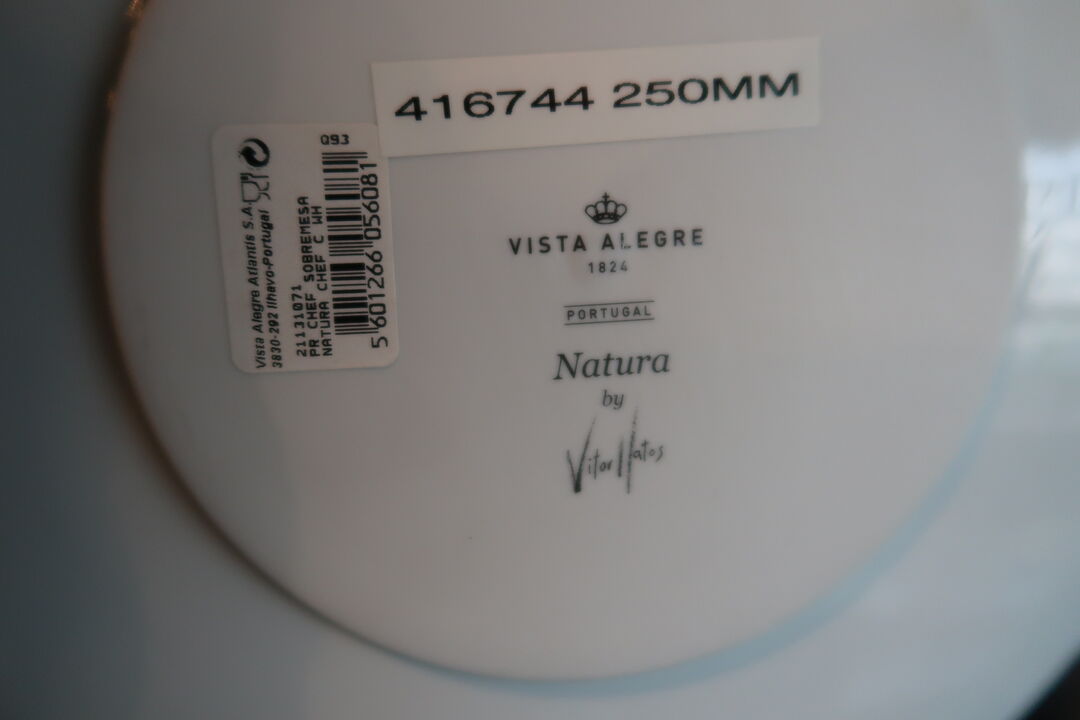 416744 250MM
Vista Alegre Atlantis S.A.
3830-292 Ilhavo-Portugal
21131071
PR CHEF SOBREMESA
NATURA CHEF C WH
Q93
5 601266 056081
VISTA ALEGRE
1824
PORTUGAL
Natura
by
Vitor Matos